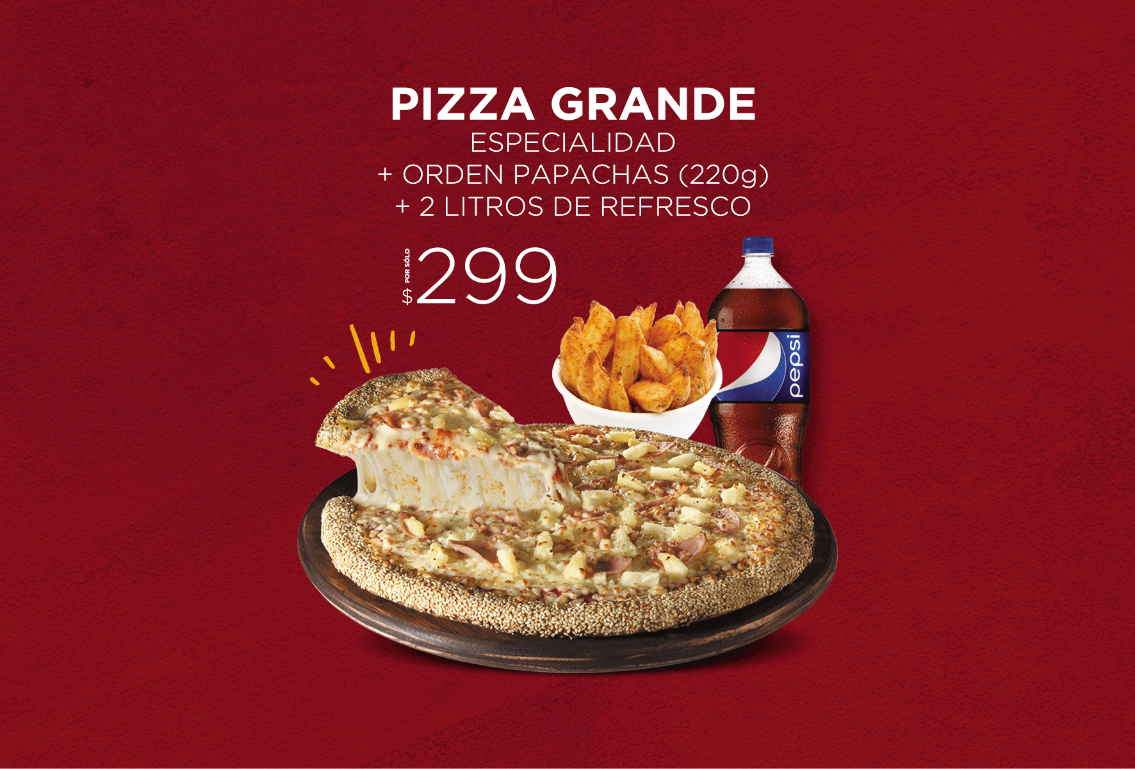 PIZZA GRANDE
ESPECIALIDAD
+ ORDEN PAPACHAS (220g)
+ 2 LITROS DE REFRESCO
POR SÓLO
$299
pepsi